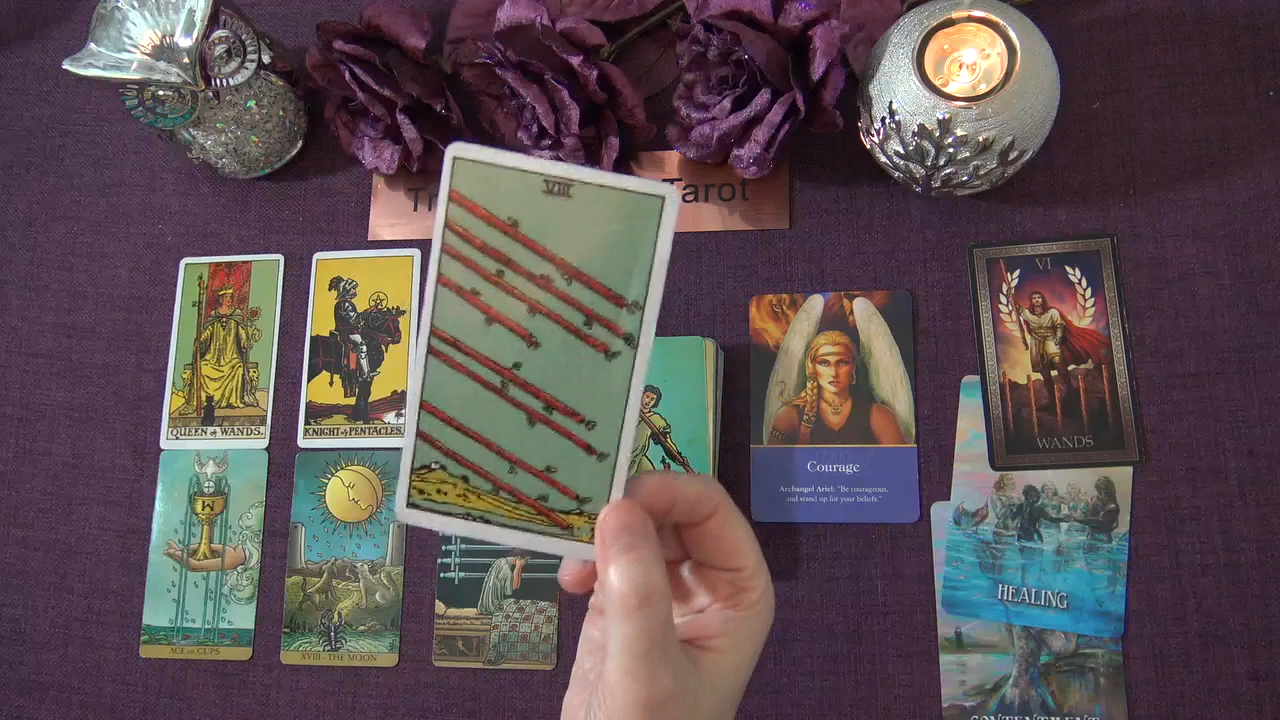 Tarot
VIII
VI
WANDS
QUEEN of WANDS.
KNIGHT of PENTACLES.
Courage
Archangel Ariel: "Be courageous,
and stand up for your beliefs."
ACE OF CUPS
XVIII - THE MOON
HEALING
CONTENTMENT